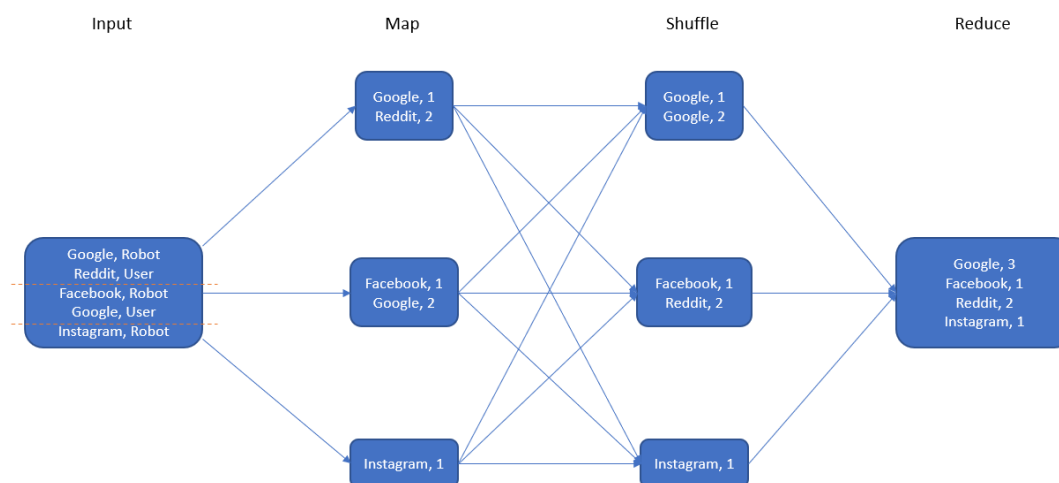 Input
Map
Shuffle
Reduce
Google, 1
Reddit, 2
Google, 1
Google, 2
Google, Robot
Reddit, User
Facebook, Robot
Google, User
Instagram, Robot
Facebook, 1
Google, 2
Facebook, 1
Reddit, 2
Google, 3
Facebook, 1
Reddit, 2
Instagram, 1
Instagram, 1
Instagram, 1